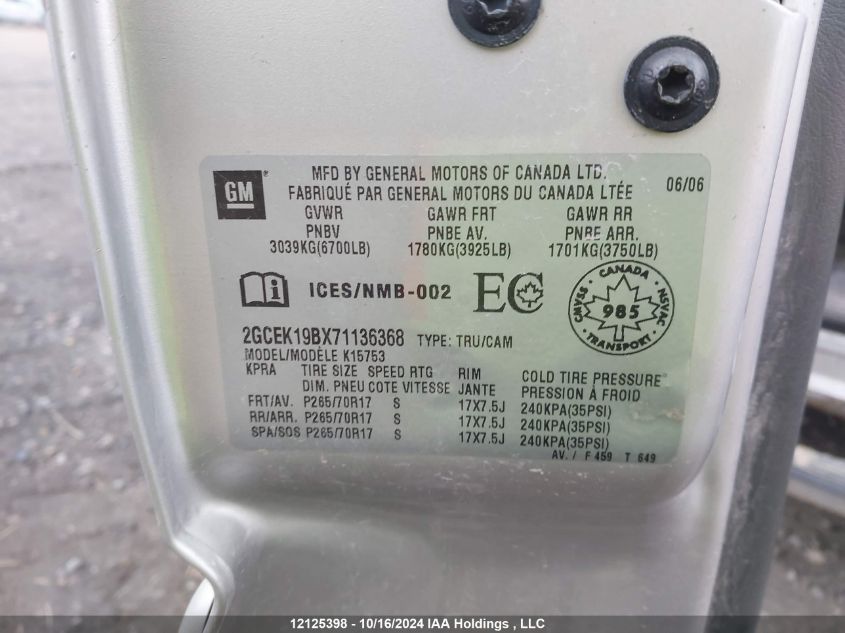 MFD BY GENERAL MOTORS OF CANADA LTD.
GM
FABRIQUÉ PAR GENERAL MOTORS DU CANADA LTÉE
06/06
GVWR GAWR FRT GAWR RR
PNBV PNBE AV. PNBE ARR.
3039KG(6700LB) 1780KG(3925LB) 1701KG(3750LB)
ICES/NMB-002 EC
CANADA
SSVMC NSVAC
985
TRANSPORT
2GCEK19BX71136368 TYPE: TRU/CAM
MODEL/MODÈLE K15753
KPRA TIRE SIZE SPEED RTG RIM COLD TIRE PRESSURE
DIM. PNEU COTE VITESSE JANTE PRESSION À FROID
FRT/AV. P265/70R17 S 17X7.5J 240KPA(35PSI)
RR/ARR. P265/70R17 S 17X7.5J 240KPA(35PSI)
SPA/SOS P265/70R17 S 17X7.5J 240KPA(35PSI)
AV. / F 459 T 649
12125398 - 10/16/2024 IAA Holdings , LLC